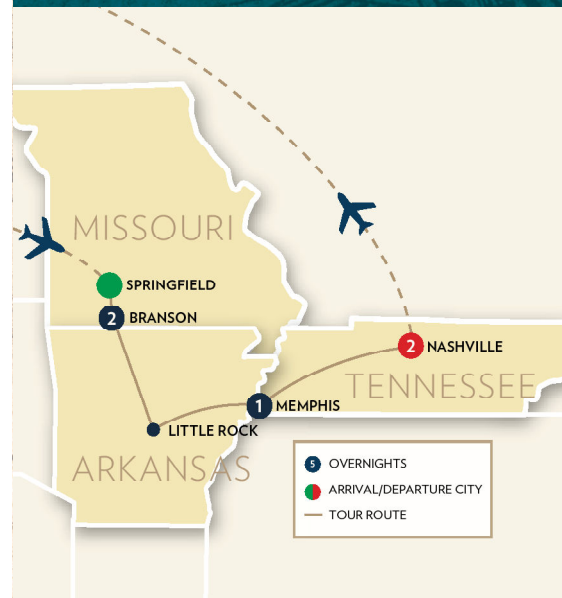 MISSOURI
SPRINGFIELD
2 BRANSON
2 NASHVILLE
TENNESSEE
1 MEMPHIS
LITTLE ROCK
ARKANSAS
5 OVERNIGHTS
ARRIVAL/DEPARTURE CITY
TOUR ROUTE